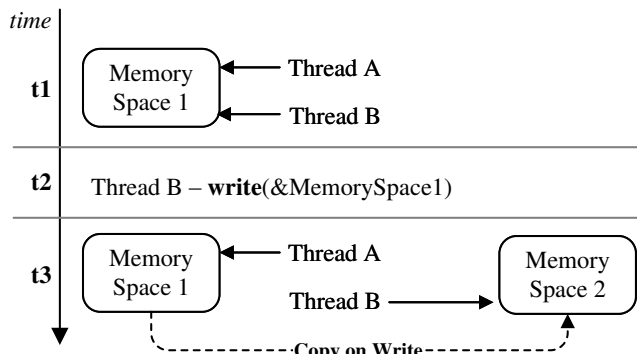 time
t1
Memory
Space 1
Thread A
Thread B
t2
Thread B – write(&MemorySpace1)
t3
Memory
Space 1
Thread A
Thread B
Memory
Space 2
Copy on Write